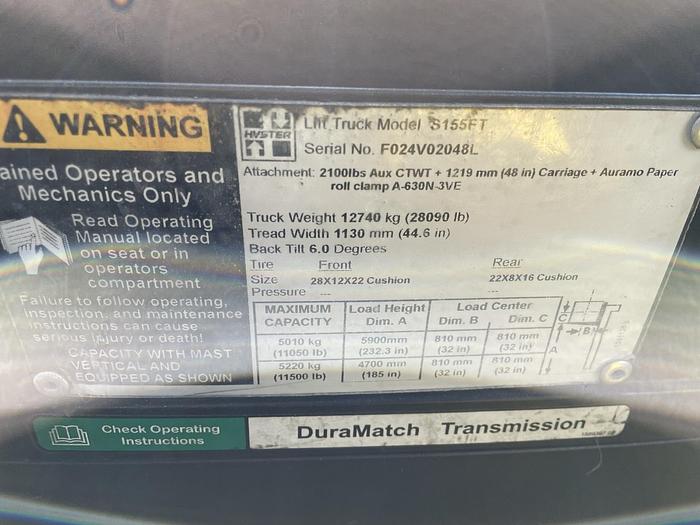 WARNING
ained Operators and
Mechanics Only
Read Operating
Manual located
on seat or in
operators
compartment
Failure to follow operating,
inspection, and maintenance
instructions can cause
serious injury or death!
CAPACITY WITH MAST
VERTICAL AND
EQUIPPED AS SHOWN
HYSTER
Lift Truck Model S155FT
Serial No. F024V02048L
Attachment: 2100lbs Aux CTWT + 1219 mm (48 in) Carriage + Auramo Paper
roll clamp A-630N-3VE
Truck Weight 12740 kg (28090 lb)
Tread Width 1130 mm (44.6 in)
Back Tilt 6.0 Degrees
Tire Front Rear
Size 28X12X22 Cushion 22X8X16 Cushion
Pressure --- ---
MAXIMUM CAPACITY Load Height Dim. A Load Center Dim. B Dim. C
5010 kg 5900mm 810 mm 810 mm
(11050 lb) (232.3 in) (32 in) (32 in)
5220 kg 4700 mm 810 mm 810 mm
(11500 lb) (185 in) (32 in) (32 in)
C
B
A
Check Operating
Instructions
DuraMatch Transmission